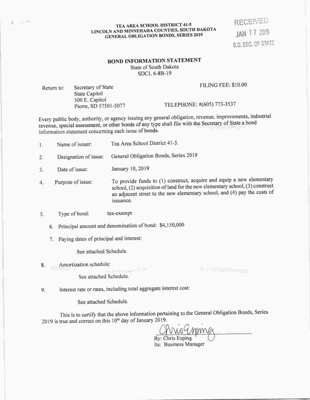 TEA AREA SCHOOL DISTRICT 41-5
LINCOLN AND MINNEHAHA COUNTIES, SOUTH DAKOTA
GENERAL OBLIGATION BONDS, SERIES 2019
RECEIVED
JAN 17 2019
S.D. SEC. OF STATE
BOND INFORMATION STATEMENT
State of South Dakota
SDCL 6-8B-19
Return to: Secretary of State FILING FEE: $10.00
State Capitol
500 E. Capitol
Pierre, SD 57501-5077 TELEPHONE: #(605) 773-3537
Every public body, authority, or agency issuing any general obligation, revenue, improvements, industrial
revenue, special assessment, or other bonds of any type shall file with the Secretary of State a bond
information statement concerning each issue of bonds.
1. Name of issuer: Tea Area School District 41-5.
2. Designation of issue: General Obligation Bonds, Series 2019
3. Date of issue: January 10, 2019
4. Purpose of issue: To provide funds to (1) construct, acquire and equip a new elementary
school, (2) acquisition of land for the new elementary school, (3) construct
an adjacent street to the new elementary school, and (4) pay the costs of
issuance.
5. Type of bond: tax-exempt
6. Principal amount and denomination of bond: $4,150,000
7. Paying dates of principal and interest:
See attached Schedule.
8. Amortization schedule:
See attached Schedule.
9. Interest rate or rates, including total aggregate interest cost:
See attached Schedule.
This is to certify that the above information pertaining to the General Obligation Bonds, Series
2019 is true and correct on this 10th day of January 2019.
Chris Esping
By: Chris Esping
Its: Business Manager